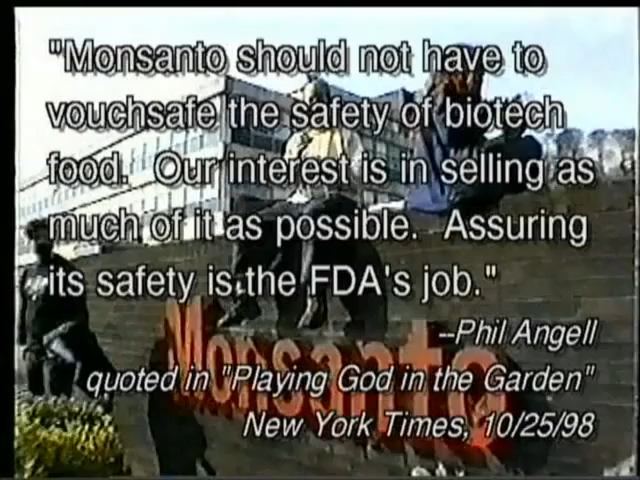 "Monsanto should not have to
vouchsafe the safety of biotech
food. Our interest is in selling as
much of it as possible. Assuring
its safety is the FDA's job."
--Phil Angell
quoted in "Playing God in the Garden"
New York Times, 10/25/98
Monsanto